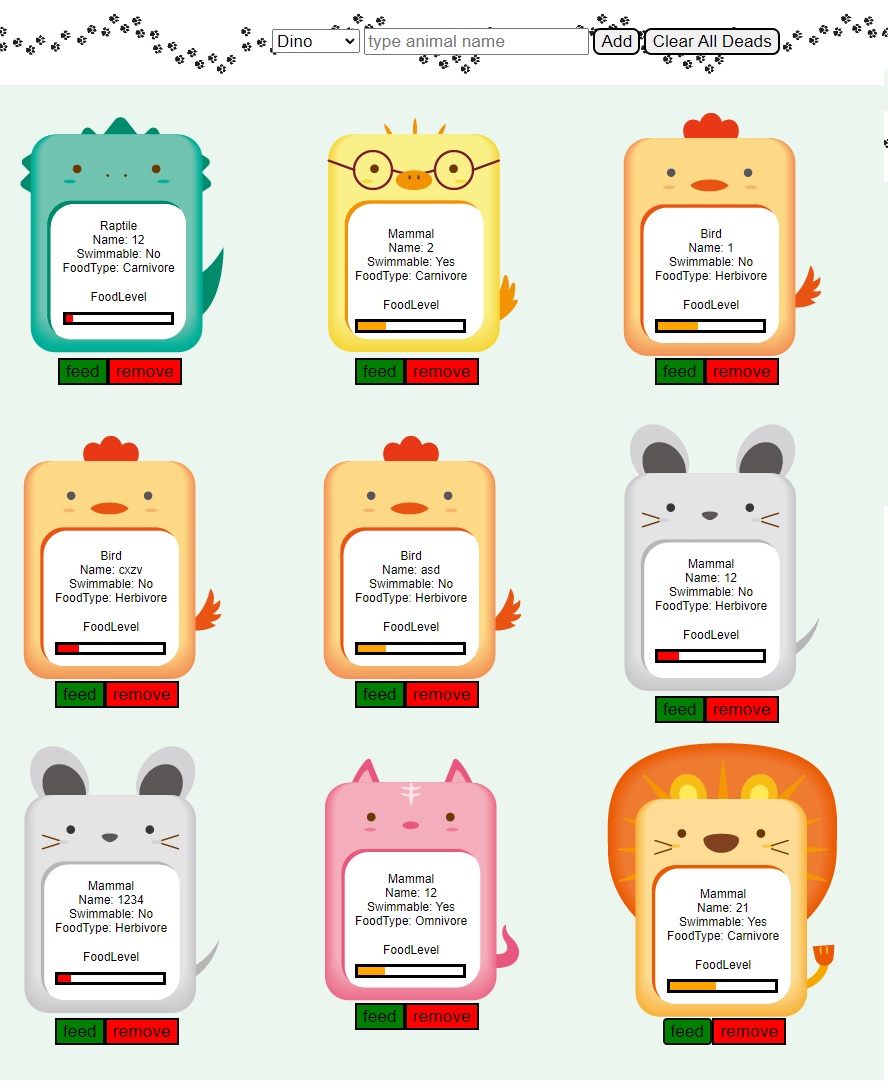 Dino
type animal name
Add
Clear All Deads
Raptile
Name: 12
Swimmable: No
FoodType: Carnivore
FoodLevel
feed
remove
Mammal
Name: 2
Swimmable: Yes
FoodType: Carnivore
FoodLevel
feed
remove
Bird
Name: 1
Swimmable: No
FoodType: Herbivore
FoodLevel
feed
remove
Bird
Name: cxzv
Swimmable: No
FoodType: Herbivore
FoodLevel
feed
remove
Bird
Name: asd
Swimmable: No
FoodType: Herbivore
FoodLevel
feed
remove
Mammal
Name: 12
Swimmable: No
FoodType: Herbivore
FoodLevel
feed
remove
Mammal
Name: 1234
Swimmable: No
FoodType: Herbivore
FoodLevel
feed
remove
Mammal
Name: 12
Swimmable: Yes
FoodType: Omnivore
FoodLevel
feed
remove
Mammal
Name: 21
Swimmable: Yes
FoodType: Carnivore
FoodLevel
feed
remove